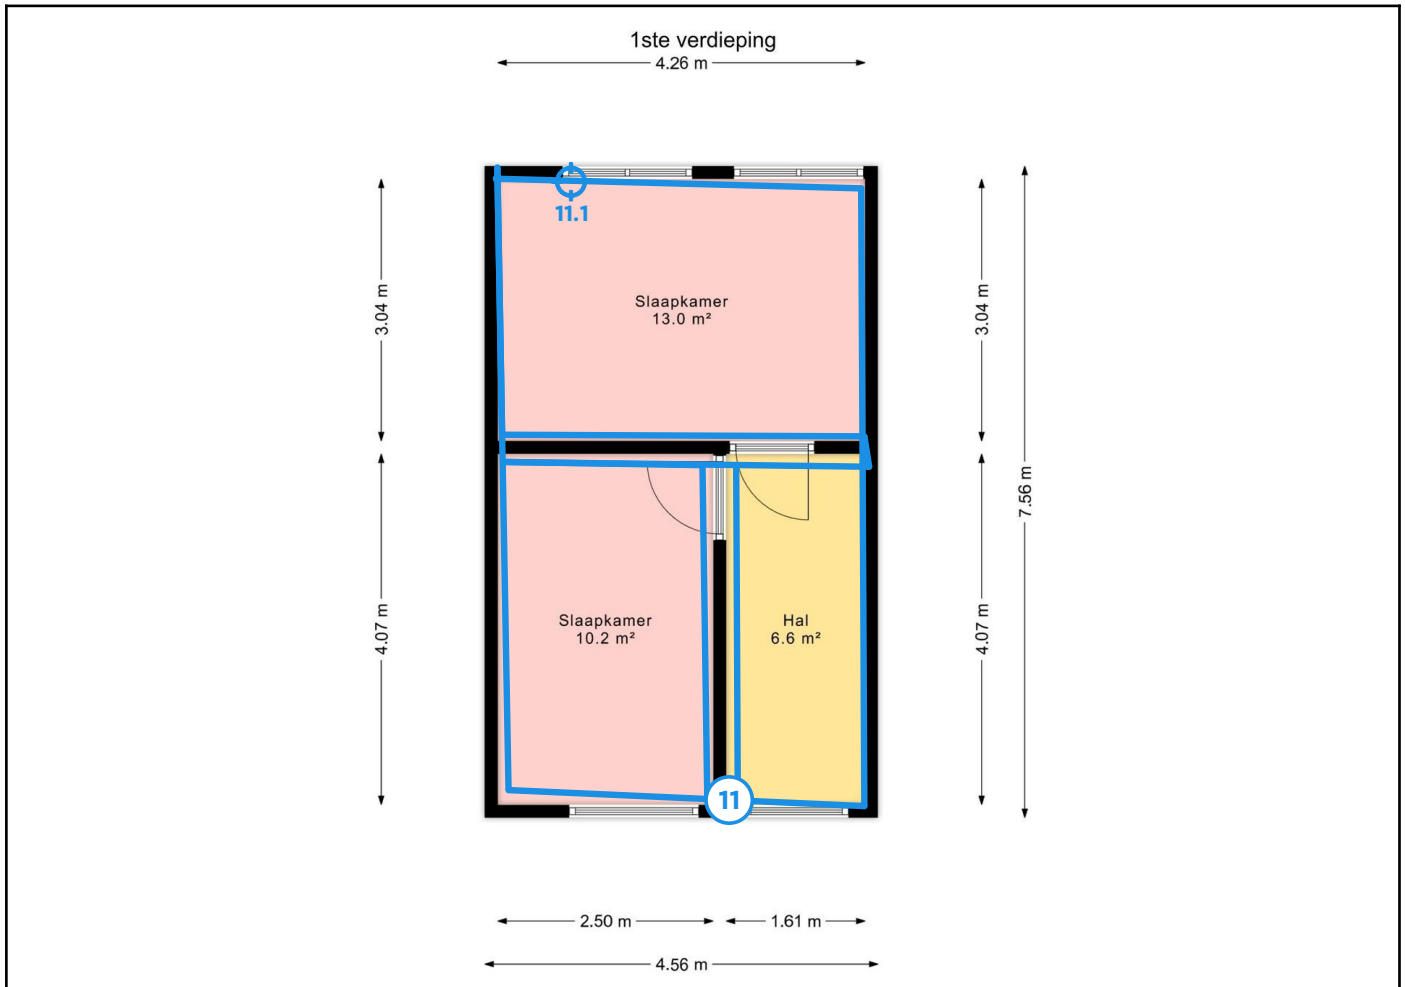 1ste verdieping
4.26 m
11.1
3.04 m
3.04 m
Slaapkamer
13.0 m²
7.56 m
4.07 m
4.07 m
Slaapkamer
10.2 m²
Hal
6.6 m²
11
2.50 m
1.61 m
4.56 m